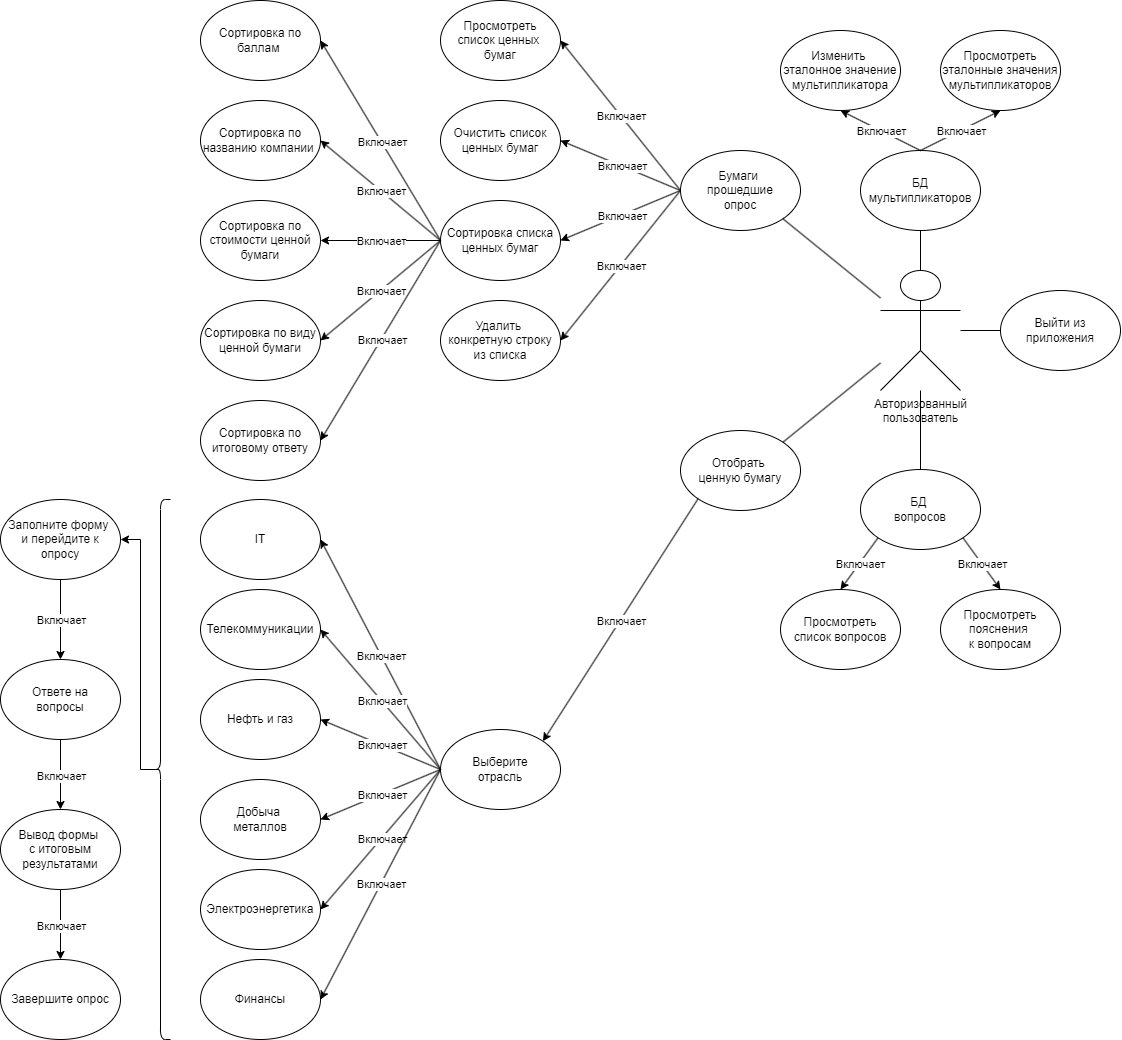 Сортировка по
баллам
Просмотреть
список ценных
бумаг
Изменить
эталонное значение
мультипликатора
Просмотреть
эталонные значения
мультипликаторов
Включает
Включает
Включает
Включает
Сортировка по
названию компании
Очистить список
ценных бумаг
Включает
Включает
Бумаги
прошедшие
опрос
БД
мультипликаторов
Сортировка по
стоимости ценной
бумаги
Включает
Сортировка списка
ценных бумаг
Включает
Включает
Включает
Сортировка по виду
ценной бумаги
Включает
Удалить
конкретную строку
из списка
Выйти из
приложения
Авторизованный
пользователь
Сортировка по
итоговому ответу
Отобрать
ценную бумагу
БД
вопросов
Заполните форму
и перейдите к
опросу
IT
Включает
Включает
Включает
Телекоммуникации
Включает
Просмотреть
список вопросов
Просмотреть
пояснения
к вопросам
Включает
Ответе на
вопросы
Включает
Нефть и газ
Включает
Выберите
отрасль
Включает
Включает
Добыча
металлов
Включает
Вывод формы
с итоговым
результатами
Включает
Электроэнергетика
Включает
Завершите опрос
Финансы